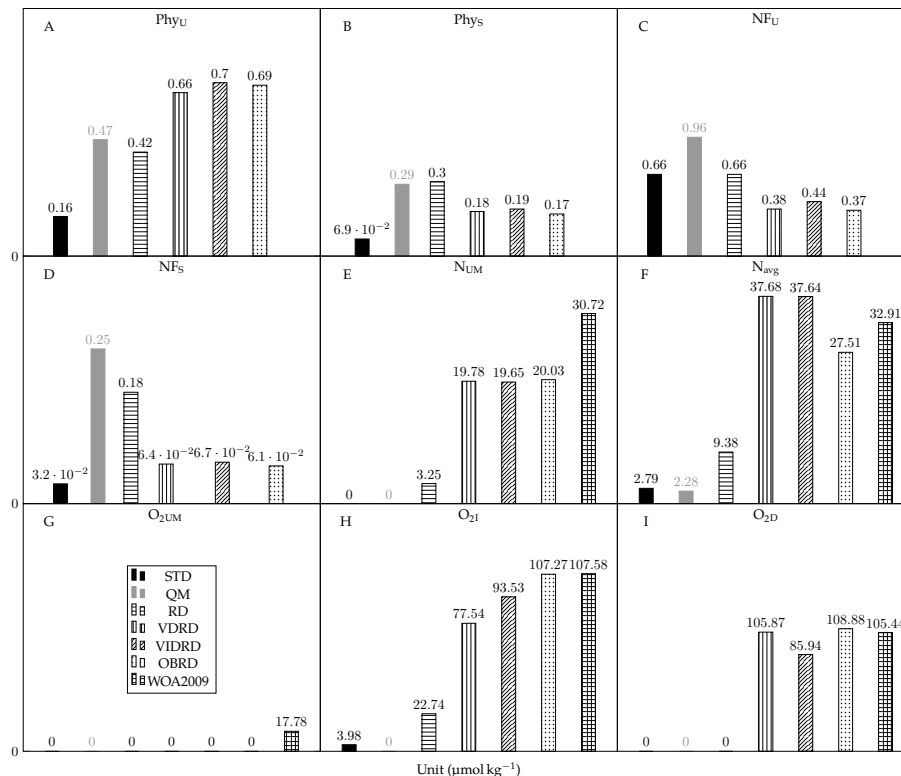 A Phy_U
B Phy_S
C NF_U
0.16 0.47 0.42 0.66 0.7 0.69
6.9 · 10⁻² 0.29 0.3 0.18 0.19 0.17
0.66 0.96 0.66 0.38 0.44 0.37
0
D NF_S
E N_UM
F N_avg
3.2 · 10⁻² 0.25 0.18 6.4 · 10⁻² 6.7 · 10⁻² 6.1 · 10⁻²
0 0 3.25 19.78 19.65 20.03 30.72
2.79 2.28 9.38 37.68 37.64 27.51 32.91
0
G O_2UM
H O_2I
I O_2D
STD
QM
RD
VDRD
VIDRD
OBRD
WOA2009
0 0 0 0 0 0 17.78
3.98 0 22.74 77.54 93.53 107.27 107.58
0 0 0 105.87 85.94 108.88 105.44
0
Unit (µmol kg⁻¹)